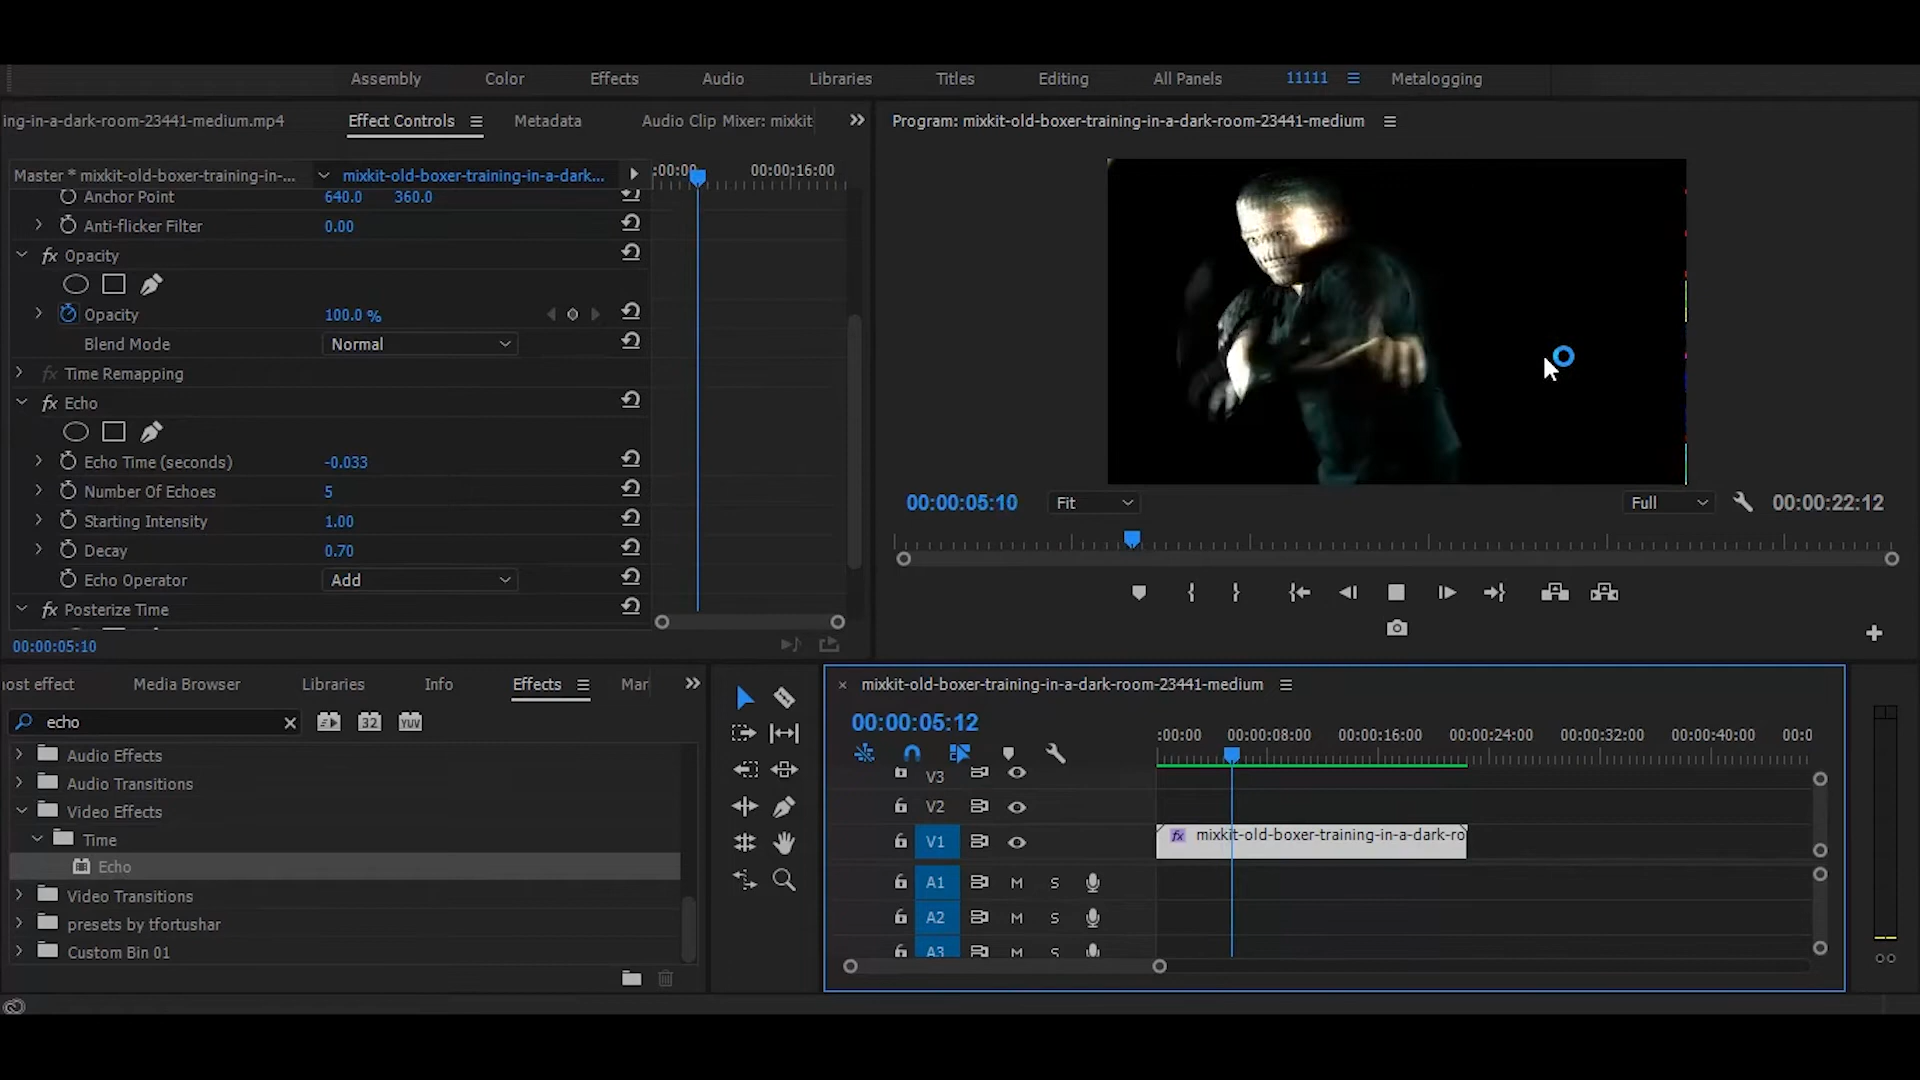 Assembly Color Effects Audio Libraries Titles Editing All Panels 11111 Metalogging
ing-in-a-dark-room-23441-medium.mp4 Effect Controls Metadata Audio Clip Mixer: mixkit
Program: mixkit-old-boxer-training-in-a-dark-room-23441-medium
Master * mixkit-old-boxer-training-in-... mixkit-old-boxer-training-in-a-dark... :00:00 00:00:16:00
Anchor Point 640.0 360.0
Anti-flicker Filter 0.00
fx Opacity
Opacity 100.0 %
Blend Mode Normal
fx Time Remapping
fx Echo
Echo Time (seconds) -0.033
Number Of Echoes 5
Starting Intensity 1.00
Decay 0.70
Echo Operator Add
fx Posterize Time
00:00:05:10
00:00:05:10 Fit Full 00:00:22:12
ost effect Media Browser Libraries Info Effects Mar
echo 32 YUV
Audio Effects
Audio Transitions
Video Effects
Time
Echo
Video Transitions
presets by tfortushar
Custom Bin 01
mixkit-old-boxer-training-in-a-dark-room-23441-medium
00:00:05:12
:00:00 00:00:08:00 00:00:16:00 00:00:24:00 00:00:32:00 00:00:40:00 00:0
V3
V2
V1 fx mixkit-old-boxer-training-in-a-dark-ro
A1 M S
A2 M S
A3 M S